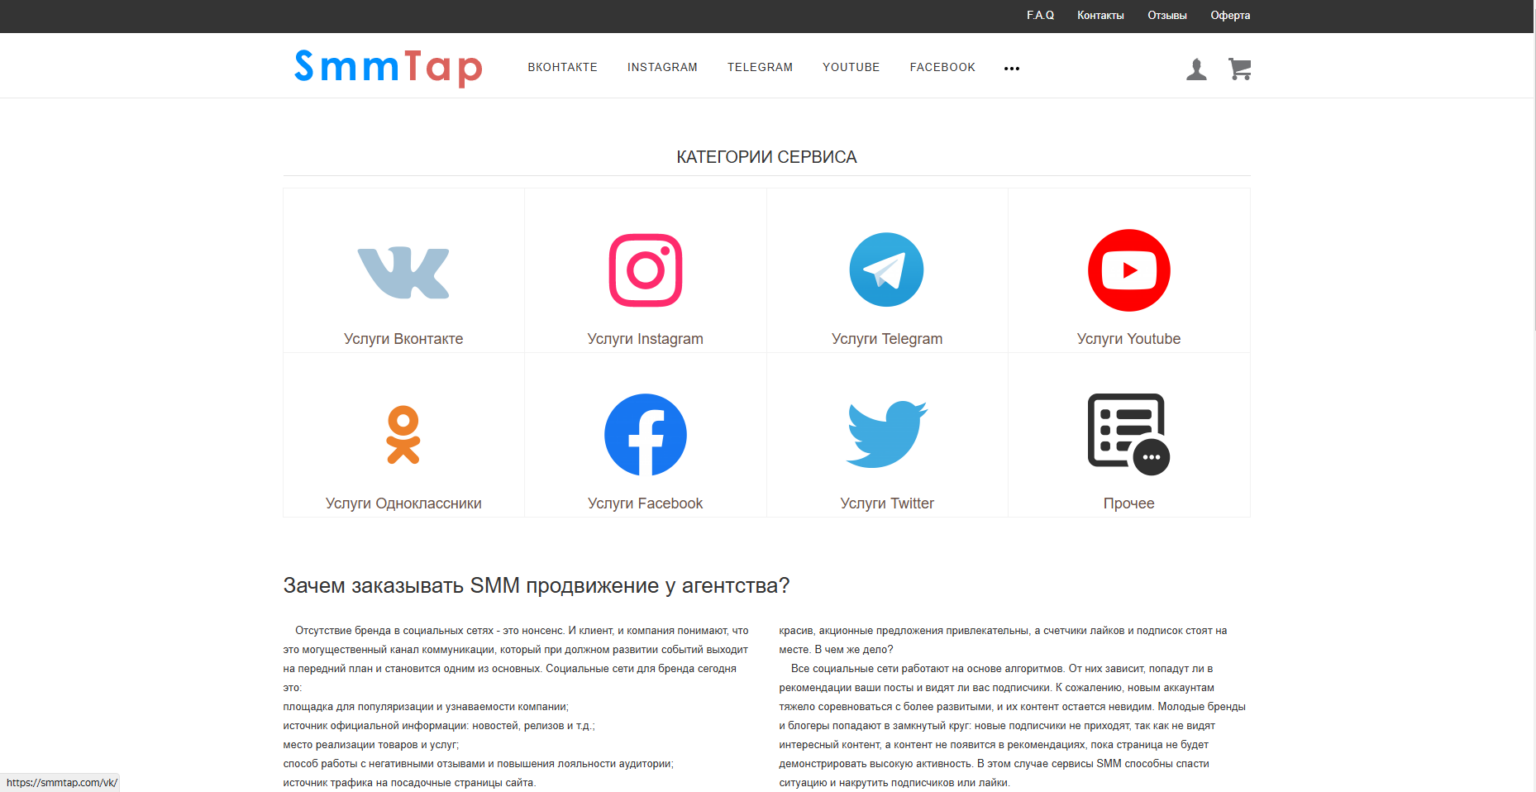 F.A.Q Контакты Отзывы Оферта
SmmTap ВКОНТАКТЕ INSTAGRAM TELEGRAM YOUTUBE FACEBOOK
КАТЕГОРИИ СЕРВИСА
Услуги Вконтакте Услуги Instagram Услуги Telegram Услуги Youtube
Услуги Одноклассники Услуги Facebook Услуги Twitter Прочее
Зачем заказывать SMM продвижение у агентства?
Отсутствие бренда в социальных сетях - это нонсенс. И клиент, и компания понимают, что
это могущественный канал коммуникации, который при должном развитии событий выходит
на передний план и становится одним из основных. Социальные сети для бренда сегодня
это:
площадка для популяризации и узнаваемости компании;
источник официальной информации: новостей, релизов и т.д.;
место реализации товаров и услуг;
способ работы с негативными отзывами и повышения лояльности аудитории;
источник трафика на посадочные страницы сайта.
красив, акционные предложения привлекательны, а счетчики лайков и подписок стоят на
месте. В чем же дело?
Все социальные сети работают на основе алгоритмов. От них зависит, попадут ли в
рекомендации ваши посты и видят ли вас подписчики. К сожалению, новым аккаунтам
тяжело соревноваться с более развитыми, и их контент остается невидим. Молодые бренды
и блогеры попадают в замкнутый круг: новые подписчики не приходят, так как не видят
интересный контент, а контент не появится в рекомендациях, пока страница не будет
демонстрировать высокую активность. В этом случае сервисы SMM способны спасти
ситуацию и накрутить подписчиков или лайки.
https://smmtap.com/vk/